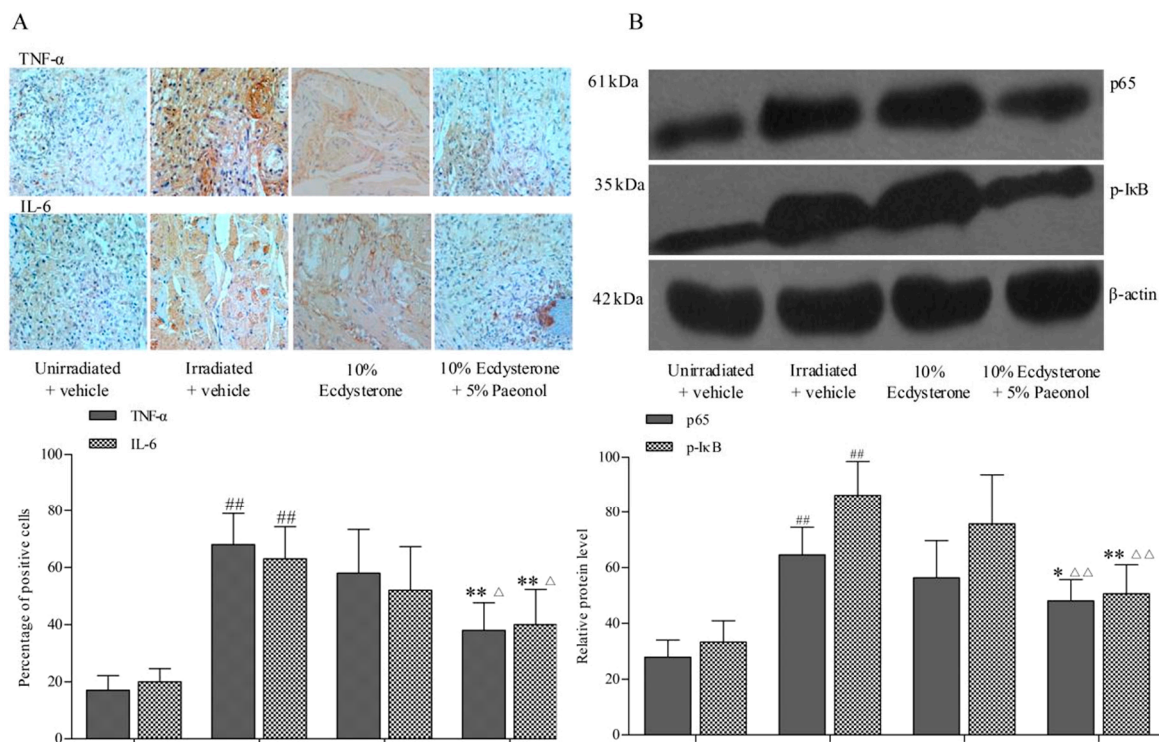 A
TNF-α
IL-6
Unirradiated
+ vehicle
Irradiated
+ vehicle
10%
Ecdysterone
10% Ecdysterone
+ 5% Paeonol
TNF-α
IL-6
Percentage of positive cells
100
80
60
40
20
0
##
##
** △
** △
B
61 kDa
p65
35 kDa
p-IκB
42 kDa
β-actin
Unirradiated
+ vehicle
Irradiated
+ vehicle
10%
Ecdysterone
10% Ecdysterone
+ 5% Paeonol
p65
p-IκB
Relative protein level
100
80
60
40
20
0
##
##
* △△
** △△